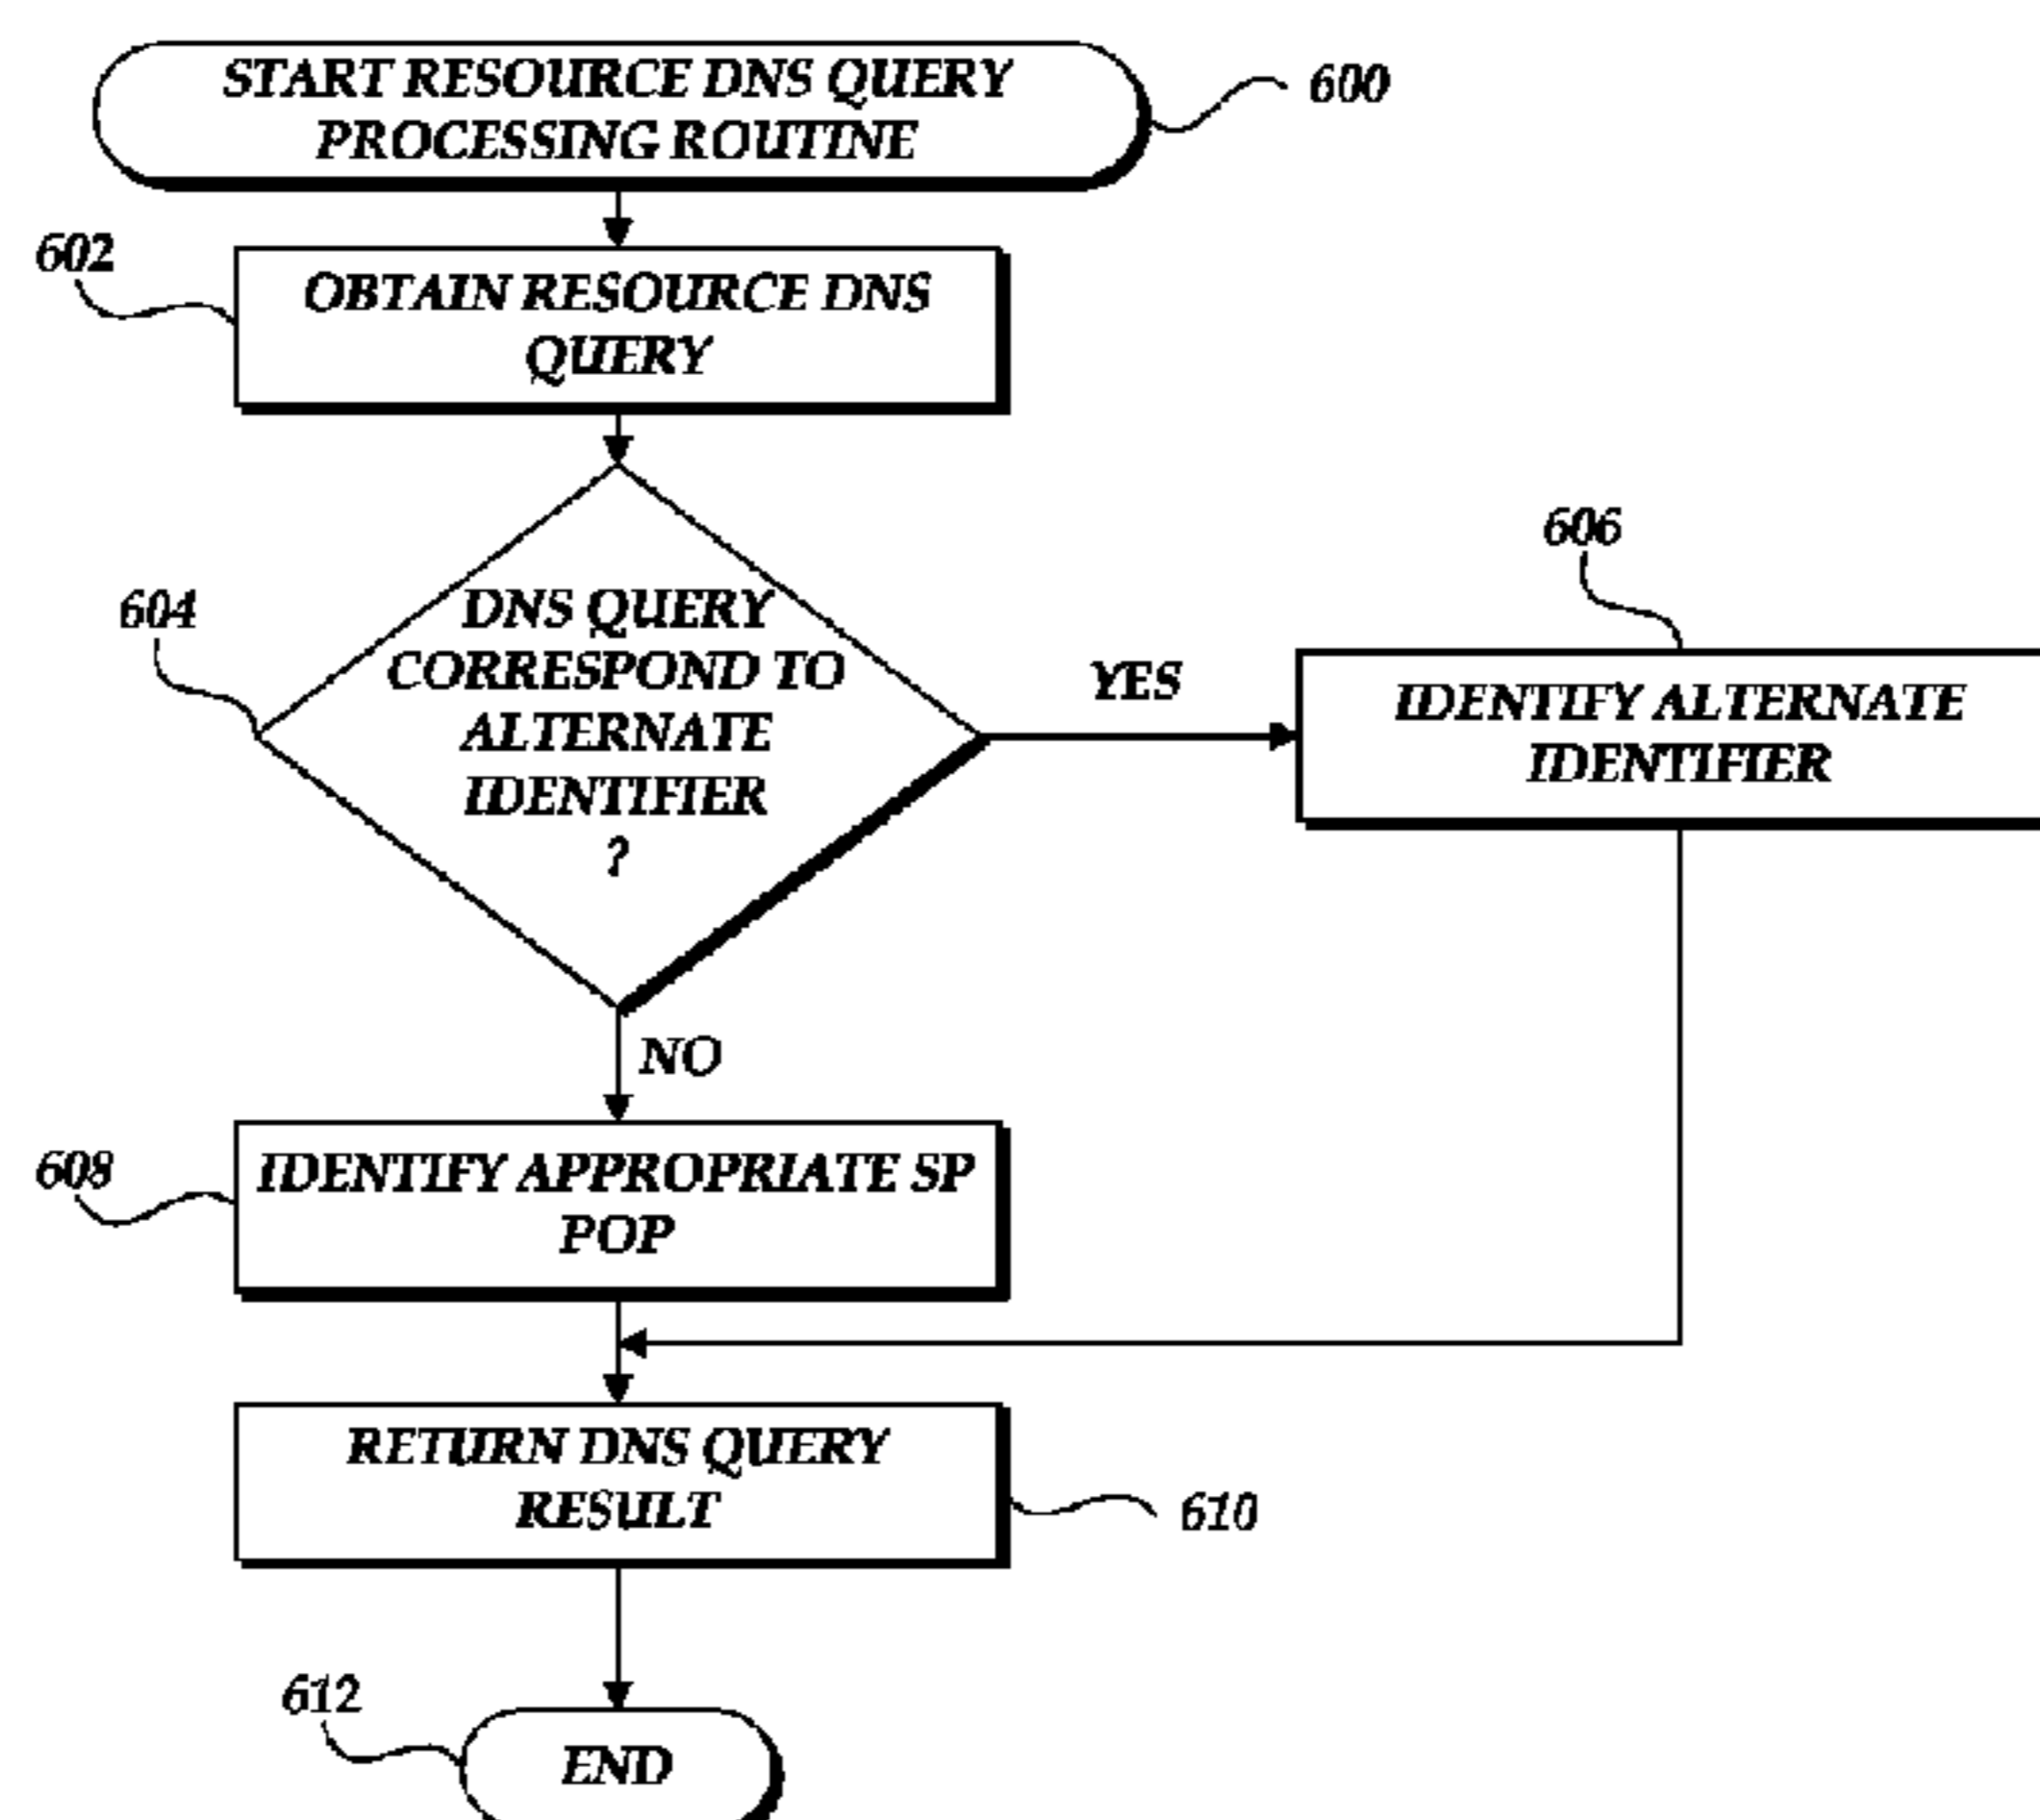 START RESOURCE DNS QUERY
PROCESSING ROUTINE
600
602
OBTAIN RESOURCE DNS
QUERY
604
DNS QUERY
CORRESPOND TO
ALTERNATE
IDENTIFIER
?
YES
606
IDENTIFY ALTERNATE
IDENTIFIER
NO
608
IDENTIFY APPROPRIATE SP
POP
RETURN DNS QUERY
RESULT
610
612
END